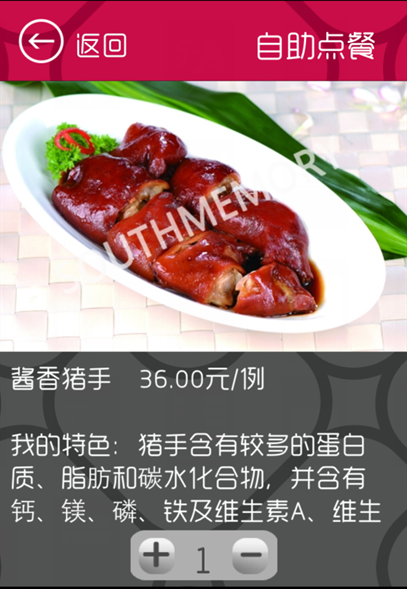 返回
自助点餐
SOUTHMEMORY
酱香猪手 36.00元/例
我的特色：猪手含有较多的蛋白
质、脂肪和碳水化合物，并含有
钙、镁、磷、铁及维生素A、维生
+ 1 −